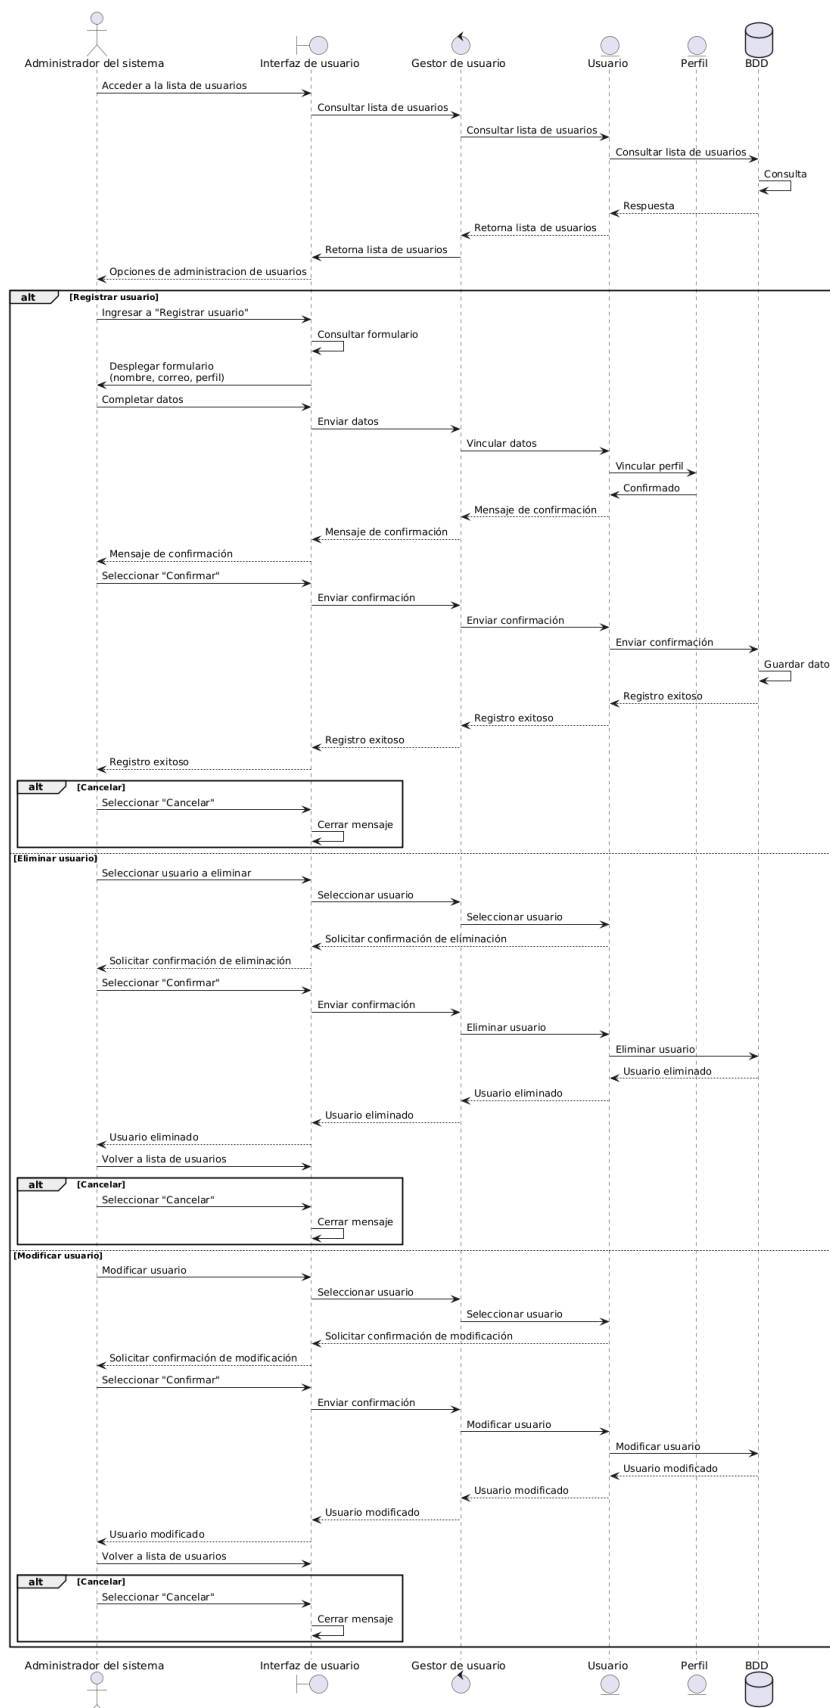 Administrador del sistema
Interfaz de usuario
Gestor de usuario
Usuario
Perfil
BDD
Acceder a la lista de usuarios
Consultar lista de usuarios
Consultar lista de usuarios
Consultar lista de usuarios
Consulta
Respuesta
Retorna lista de usuarios
Retorna lista de usuarios
Opciones de administracion de usuarios
alt [Registrar usuario]
Ingresar a "Registrar usuario"
Consultar formulario
Desplegar formulario
(nombre, correo, perfil)
Completar datos
Enviar datos
Vincular datos
Vincular perfil
Confirmado
Mensaje de confirmación
Mensaje de confirmación
Mensaje de confirmación
Seleccionar "Confirmar"
Enviar confirmación
Enviar confirmación
Enviar confirmación
Guardar dato
Registro exitoso
Registro exitoso
Registro exitoso
Registro exitoso
alt [Cancelar]
Seleccionar "Cancelar"
Cerrar mensaje
[Eliminar usuario]
Seleccionar usuario a eliminar
Seleccionar usuario
Seleccionar usuario
Solicitar confirmación de eliminación
Solicitar confirmación de eliminación
Seleccionar "Confirmar"
Enviar confirmación
Eliminar usuario
Eliminar usuario
Usuario eliminado
Usuario eliminado
Usuario eliminado
Usuario eliminado
Volver a lista de usuarios
alt [Cancelar]
Seleccionar "Cancelar"
Cerrar mensaje
[Modificar usuario]
Modificar usuario
Seleccionar usuario
Seleccionar usuario
Solicitar confirmación de modificación
Solicitar confirmación de modificación
Seleccionar "Confirmar"
Enviar confirmación
Modificar usuario
Modificar usuario
Usuario modificado
Usuario modificado
Usuario modificado
Usuario modificado
Volver a lista de usuarios
alt [Cancelar]
Seleccionar "Cancelar"
Cerrar mensaje
Administrador del sistema
Interfaz de usuario
Gestor de usuario
Usuario
Perfil
BDD